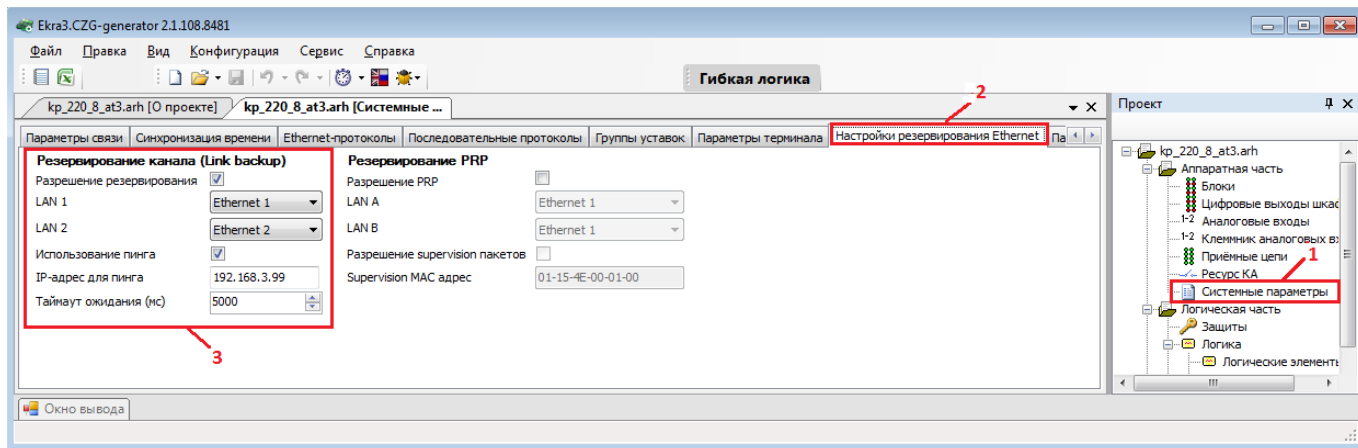 Ekra3.CZG-generator 2.1.108.8481
Файл Правка Вид Конфигурация Сервис Справка
Гибкая логика
kp_220_8_at3.arh [О проекте] kp_220_8_at3.arh [Системные ...
2
Параметры связи Синхронизация времени Ethernet-протоколы Последовательные протоколы Группы уставок Параметры терминала Настройки резервирования Ethernet Па
Резервирование канала (Link backup)
Разрешение резервирования
LAN 1 Ethernet 1
LAN 2 Ethernet 2
Использование пинга
IP-адрес для пинга 192.168.3.99
Таймаут ожидания (мс) 5000
3
Резервирование PRP
Разрешение PRP
LAN A Ethernet 1
LAN B Ethernet 1
Разрешение supervision пакетов
Supervision MAC адрес 01-15-4E-00-01-00
Проект
kp_220_8_at3.arh
Аппаратная часть
Блоки
Цифровые выходы шкаф
1-2 Аналоговые входы
1-2 Клеммник аналоговых вх
Приёмные цепи
1
Ресурс КА
Системные параметры
Логическая часть
Защиты
Логика
Логические элементы
Окно вывода